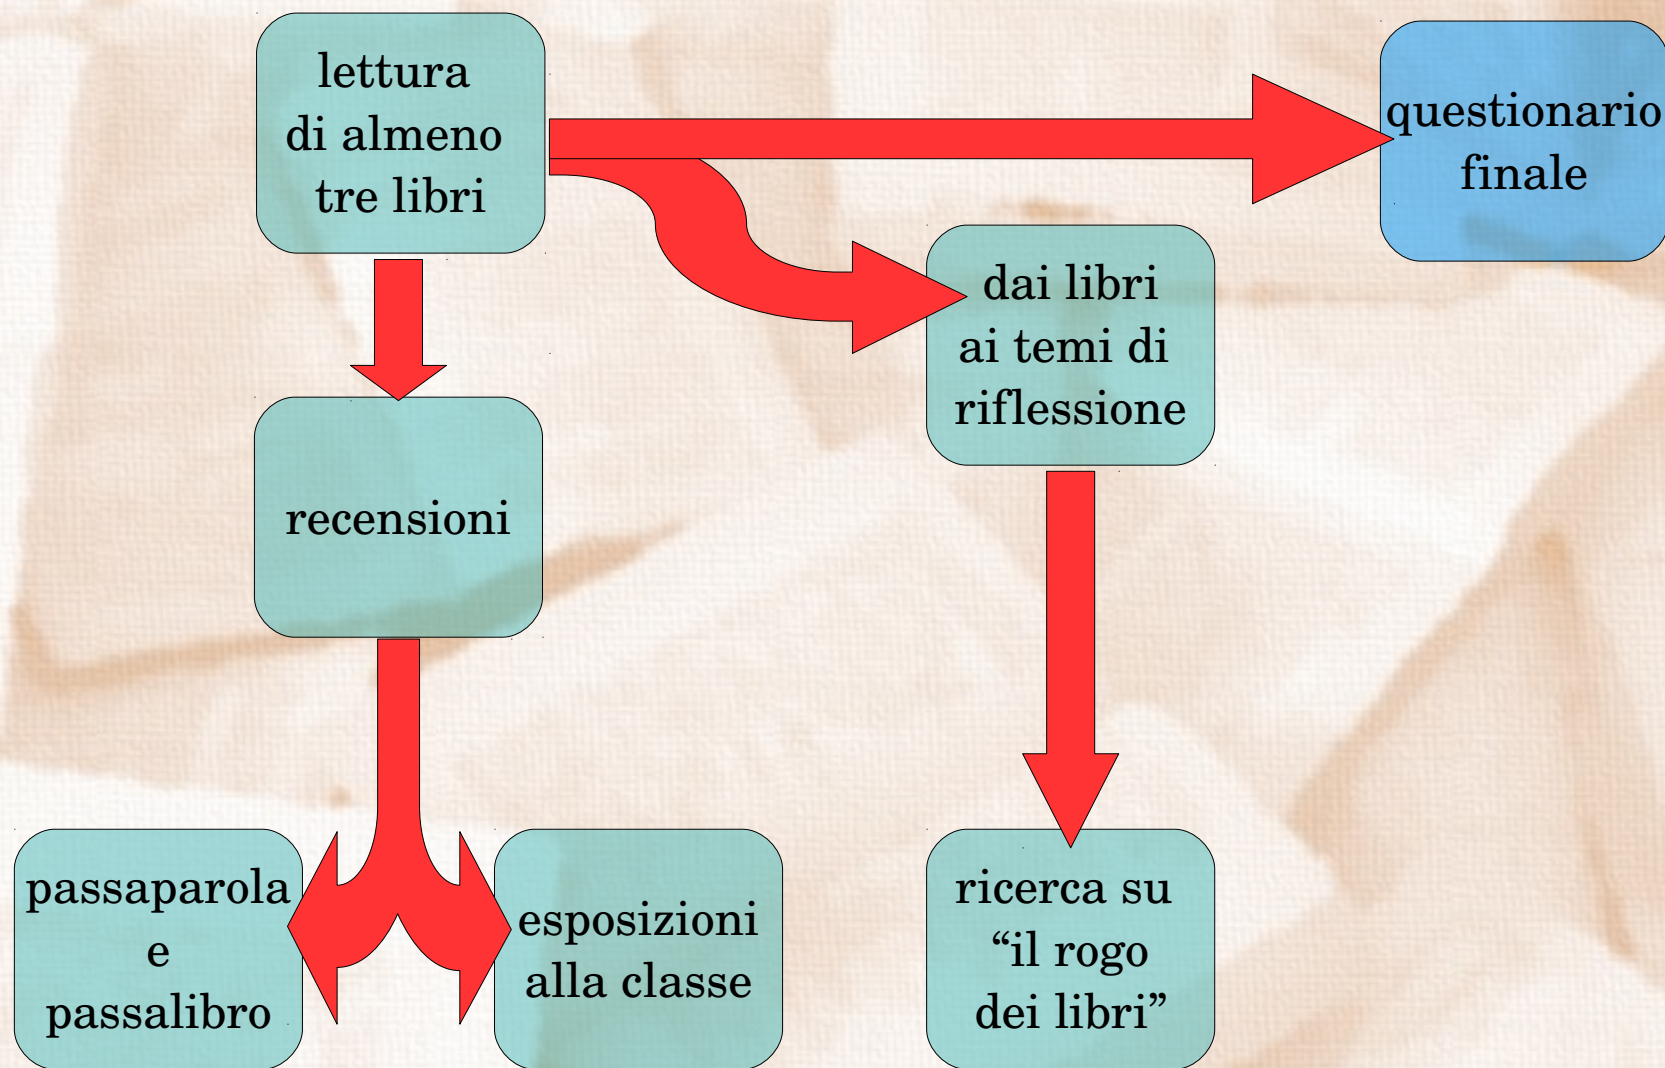 lettura
di almeno
tre libri
questionario
finale
dai libri
ai temi di
riflessione
recensioni
passaparola
e
passalibro
esposizioni
alla classe
ricerca su
“il rogo
dei libri”